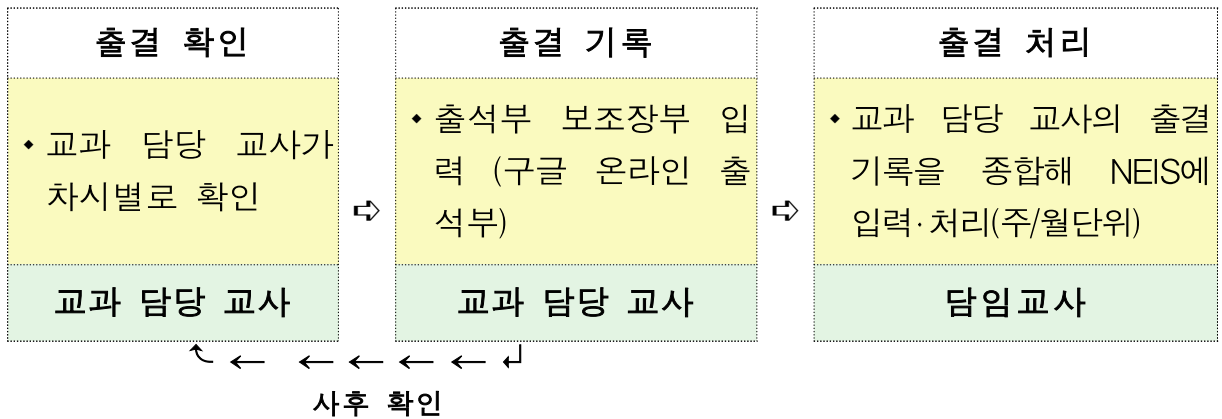 출결 확인
◆ 교과 담당 교사가
차시별로 확인
교과 담당 교사
➪
출결 기록
◆ 출석부 보조장부 입
력 (구글 온라인 출
석부)
교과 담당 교사
➪
출결 처리
◆ 교과 담당 교사의 출결
기록을 종합해 NEIS에
입력·처리(주/월단위)
담임교사
← ← ← ← ←
사후 확인